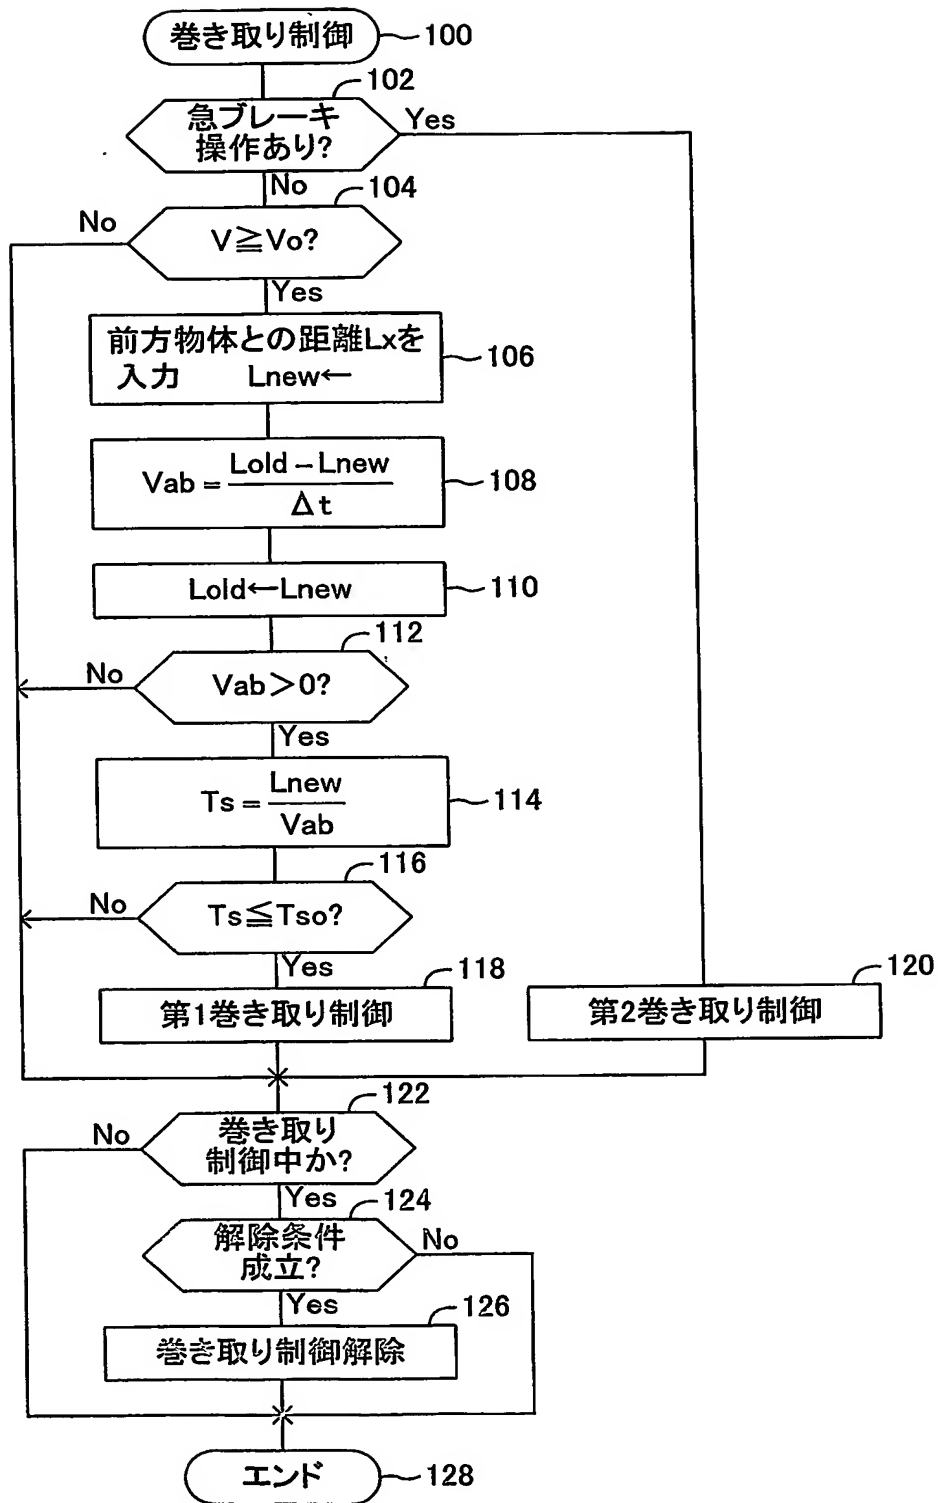 巻き取り制御
100
102
急ブレーキ
操作あり?
Yes
No
104
No
V≧Vo?
Yes
前方物体との距離Lxを
入力 Lnew←
106
Vab = (Lold - Lnew) / Δt
108
Lold←Lnew
110
112
No
Vab>0?
Yes
Ts = Lnew / Vab
114
116
No
Ts≦Tso?
Yes
118
第1巻き取り制御
120
第2巻き取り制御
122
No
巻き取り
制御中か?
Yes
124
解除条件
成立?
No
Yes
126
巻き取り制御解除
エンド
128